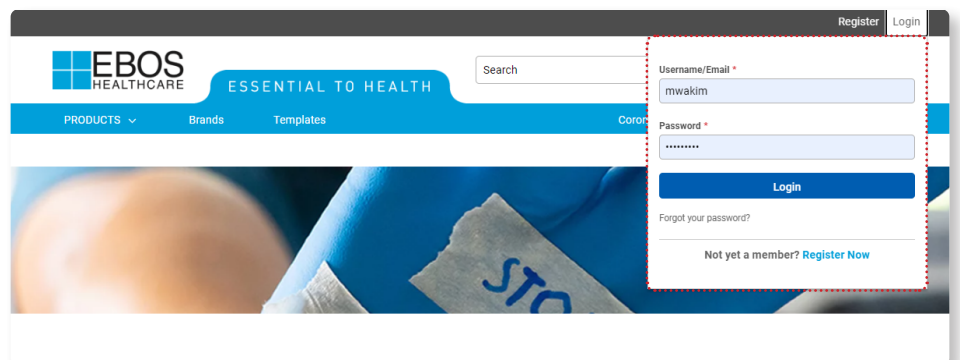 Register Login
EBOS
HEALTHCARE
ESSENTIAL TO HEALTH
Search
PRODUCTS Brands Templates
Username/Email *
mwakim
Password *
•••••••••
Login
Forgot your password?
Not yet a member? Register Now